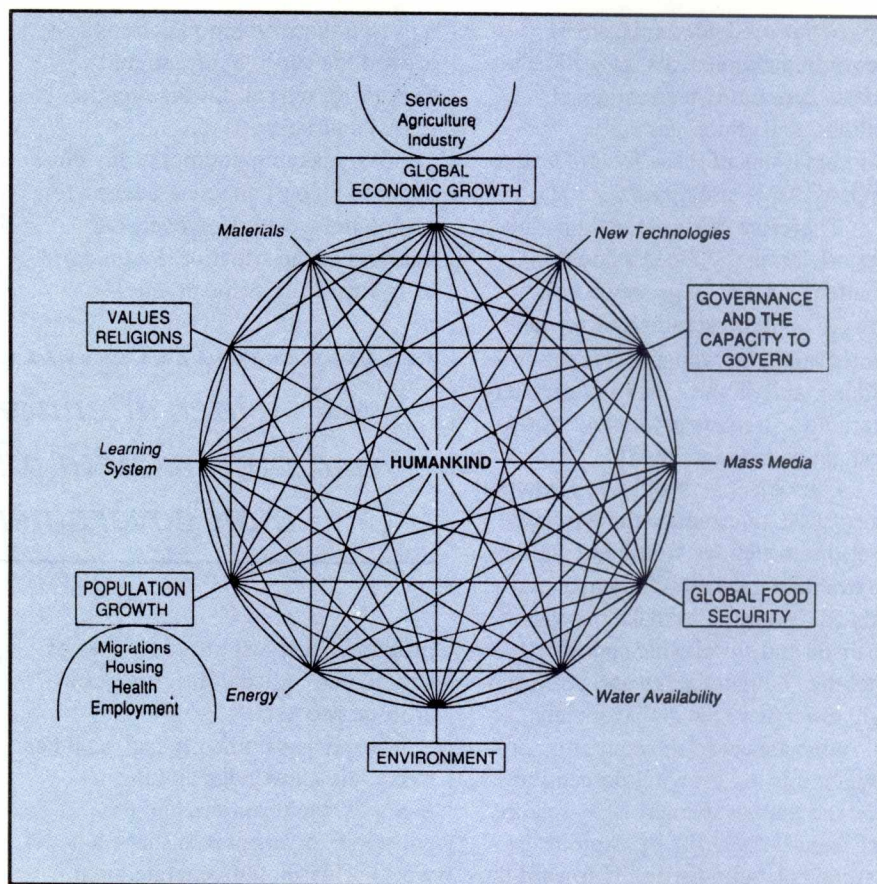 Services
Agriculture
Industry
GLOBAL
ECONOMIC GROWTH
Materials
New Technologies
VALUES
RELIGIONS
GOVERNANCE
AND THE
CAPACITY TO
GOVERN
Learning
System
HUMANKIND
Mass Media
POPULATION
GROWTH
GLOBAL FOOD
SECURITY
Migrations
Housing
Health
Employment
Energy
Water Availability
ENVIRONMENT